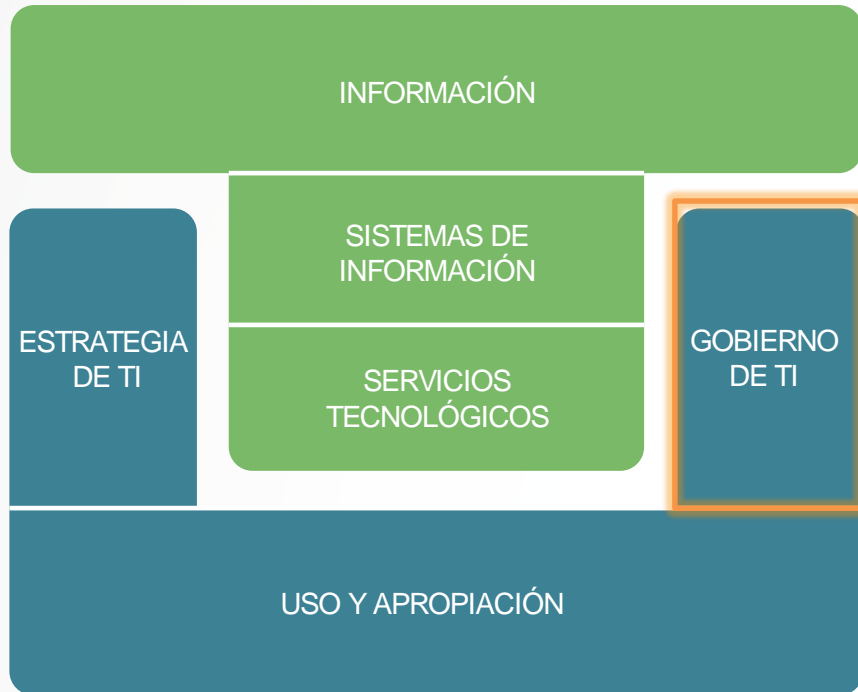 INFORMACIÓN
SISTEMAS DE
INFORMACIÓN
ESTRATEGIA
DE TI
SERVICIOS
TECNOLÓGICOS
GOBIERNO
DE TI
USO Y APROPIACIÓN